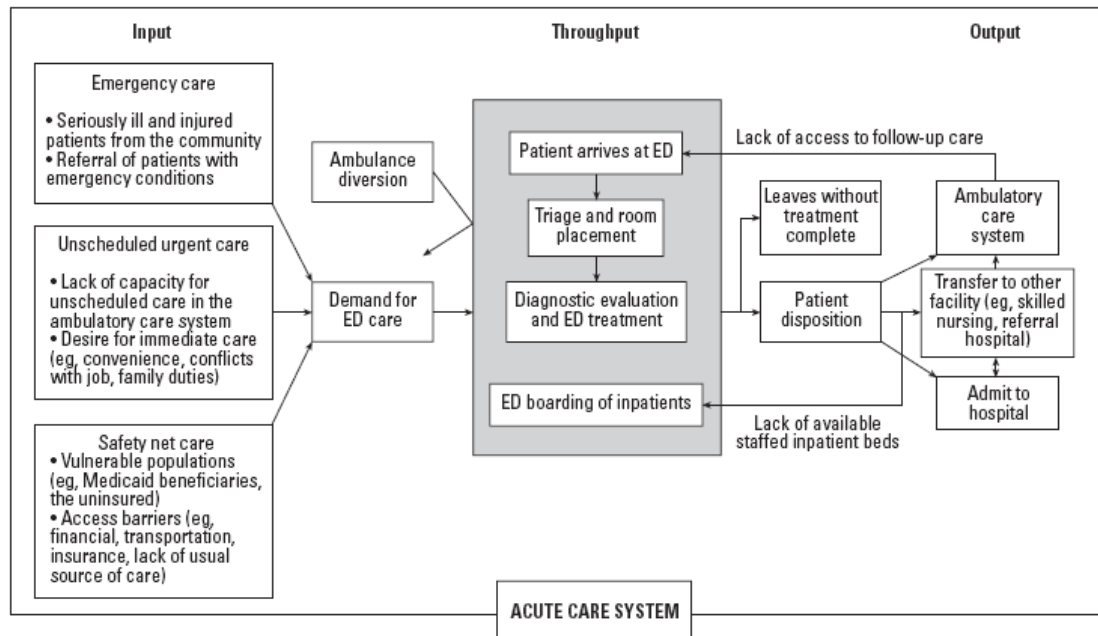 Input
Throughput
Output
Emergency care
• Seriously ill and injured
patients from the community
• Referral of patients with
emergency conditions
Unscheduled urgent care
• Lack of capacity for
unscheduled care in the
ambulatory care system
• Desire for immediate care
(eg, convenience, conflicts
with job, family duties)
Safety net care
• Vulnerable populations
(eg, Medicaid beneficiaries,
the uninsured)
• Access barriers (eg,
financial, transportation,
insurance, lack of usual
source of care)
Ambulance
diversion
Demand for
ED care
Patient arrives at ED
Triage and room
placement
Diagnostic evaluation
and ED treatment
ED boarding of inpatients
Lack of access to follow-up care
Leaves without
treatment
complete
Patient
disposition
Lack of available
staffed inpatient beds
Ambulatory
care
system
Transfer to other
facility (eg, skilled
nursing, referral
hospital)
Admit to
hospital
ACUTE CARE SYSTEM